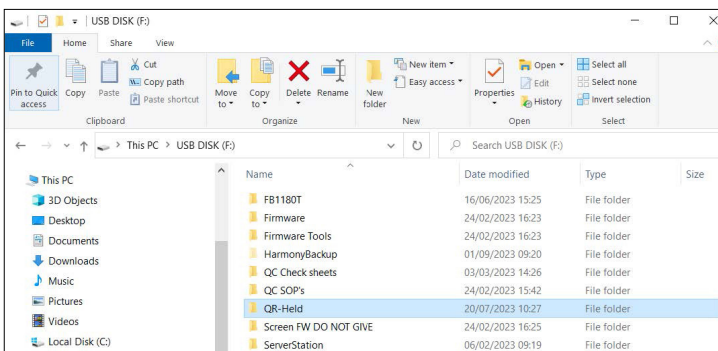 USB DISK (F:)
File Home Share View
Pin to Quick access
Copy
Paste
Cut
Copy path
Paste shortcut
Move to
Copy to
Delete
Rename
New folder
New item
Easy access
Properties
Open
Edit
History
Select all
Select none
Invert selection
Clipboard Organize New Open Select
This PC > USB DISK (F:) Search USB DISK (F:)
This PC
3D Objects
Desktop
Documents
Downloads
Music
Pictures
Videos
Local Disk (C:)
Name Date modified Type Size
FB1180T 16/06/2023 15:25 File folder
Firmware 24/02/2023 16:23 File folder
Firmware Tools 24/02/2023 16:23 File folder
HarmonyBackup 01/09/2023 09:20 File folder
QC Check sheets 03/03/2023 14:26 File folder
QC SOP's 24/02/2023 15:42 File folder
QR-Held 20/07/2023 10:27 File folder
Screen FW DO NOT GIVE 24/02/2023 16:25 File folder
ServerStation 06/02/2023 09:19 File folder